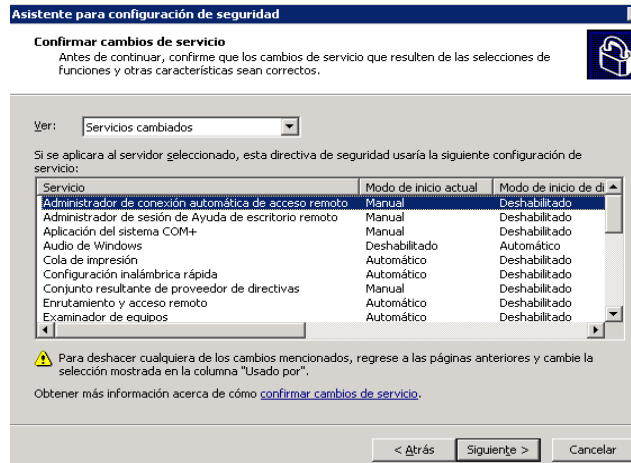 Asistente para configuración de seguridad
Confirmar cambios de servicio
Antes de continuar, confirme que los cambios de servicio que resulten de las selecciones de
funciones y otras características sean correctos.
Ver: Servicios cambiados
Si se aplicara al servidor seleccionado, esta directiva de seguridad usaría la siguiente configuración de
servicio:
Servicio Modo de inicio actual Modo de inicio de di
Administrador de conexión automática de acceso remoto Manual Deshabilitado
Administrador de sesión de Ayuda de escritorio remoto Manual Deshabilitado
Aplicación del sistema COM+ Manual Deshabilitado
Audio de Windows Deshabilitado Automático
Cola de impresión Automático Deshabilitado
Configuración inalámbrica rápida Automático Deshabilitado
Conjunto resultante de proveedor de directivas Manual Deshabilitado
Enrutamiento y acceso remoto Automático Deshabilitado
Examinador de equipos Automático Deshabilitado
Para deshacer cualquiera de los cambios mencionados, regrese a las páginas anteriores y cambie la
selección mostrada en la columna "Usado por".
Obtener más información acerca de cómo confirmar cambios de servicio.
< Atrás Siguiente > Cancelar